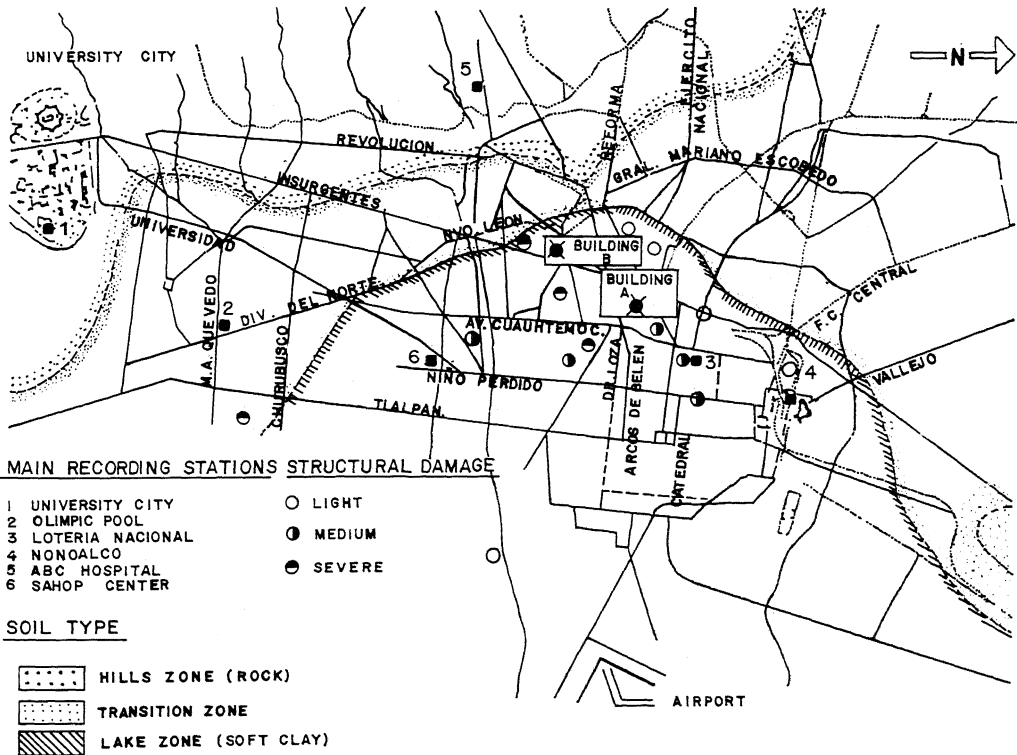 UNIVERSITY CITY
5
EJERCITO
NACIONAL
N
REFORMA
REVOLUCION
GRAL. MARIANO ESCOBEDO
INSURGENTES
1
UNIVERSIDAD
NVO. LEON
BUILDING
B
BUILDING
A
M.A. QUEVEDO
2
DIV. DEL NORTE
AV. CUAUHTEMOC
F.C. CENTRAL
CHURUBUSCO
6
NIÑO PERDIDO
DR. LOZA
ARCOS DE BELEN
3
4
VALLEJO
TLALPAN
CATEDRAL
MAIN RECORDING STATIONS
1 UNIVERSITY CITY
2 OLIMPIC POOL
3 LOTERIA NACIONAL
4 NONOALCO
5 ABC HOSPITAL
6 SAHOP CENTER
STRUCTURAL DAMAGE
LIGHT
MEDIUM
SEVERE
SOIL TYPE
HILLS ZONE (ROCK)
TRANSITION ZONE
LAKE ZONE (SOFT CLAY)
AIRPORT